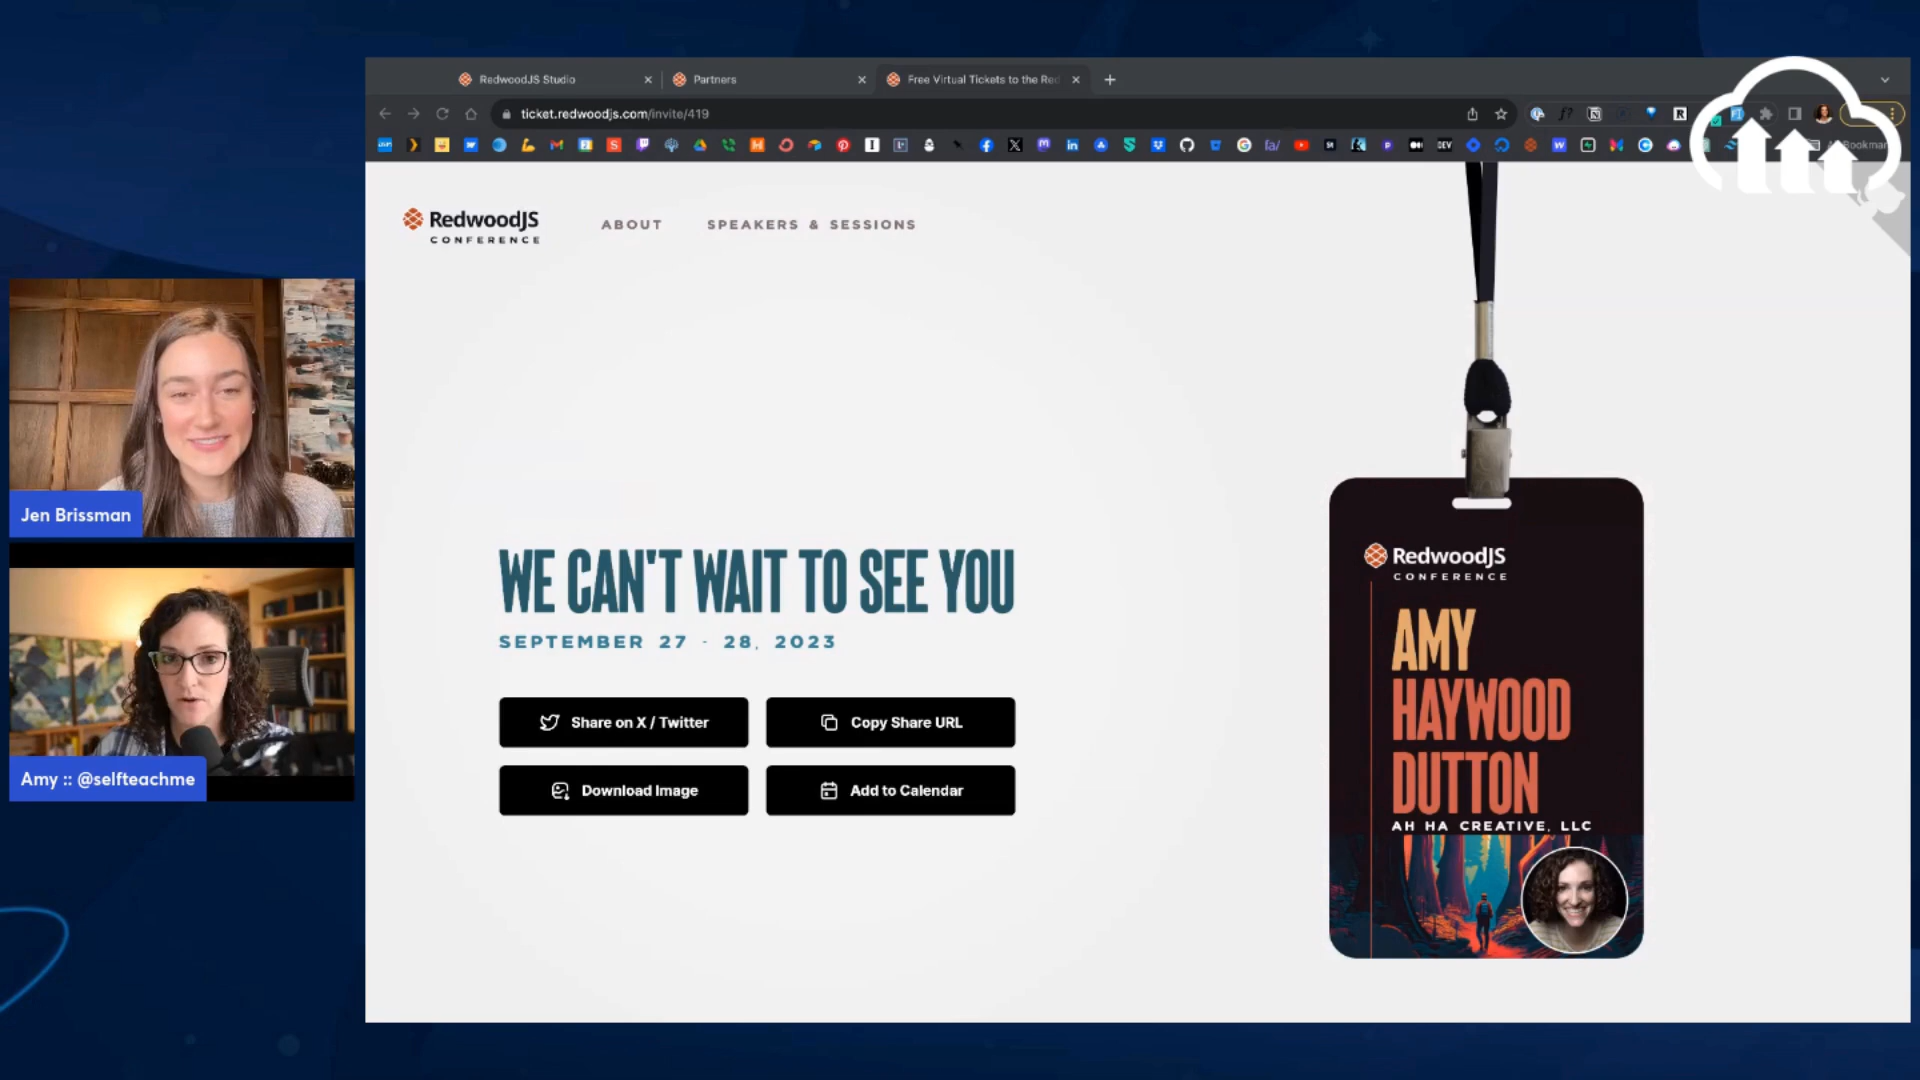 RedwoodJS Studio
Partners
Free Virtual Tickets to the Red
ticket.redwoodjs.com/invite/419
RedwoodJS
CONFERENCE
ABOUT
SPEAKERS & SESSIONS
Jen Brissman
Amy :: @selfteachme
WE CAN'T WAIT TO SEE YOU
SEPTEMBER 27 - 28, 2023
Share on X / Twitter
Copy Share URL
Download Image
Add to Calendar
RedwoodJS
CONFERENCE
AMY
HAYWOOD
DUTTON
AH HA CREATIVE, LLC